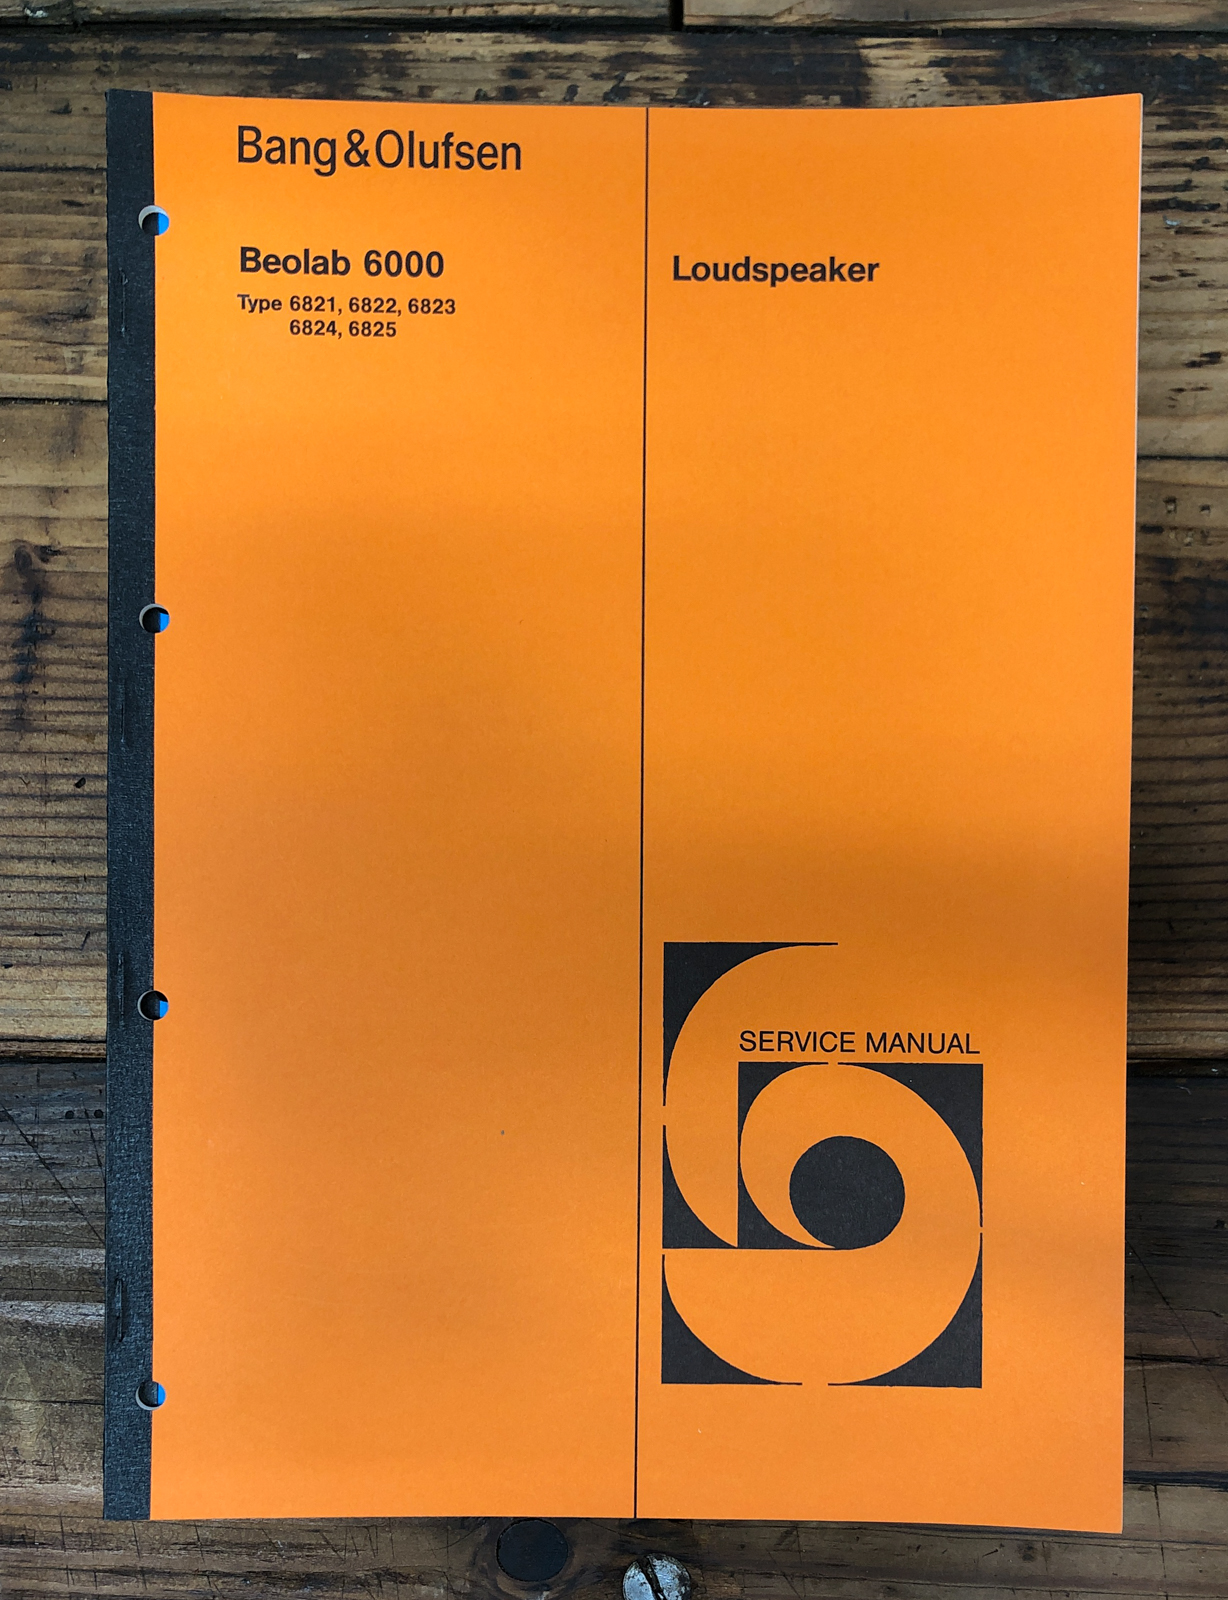 Bang & Olufsen
Beolab 6000
Type 6821, 6822, 6823
6824, 6825
Loudspeaker
SERVICE MANUAL